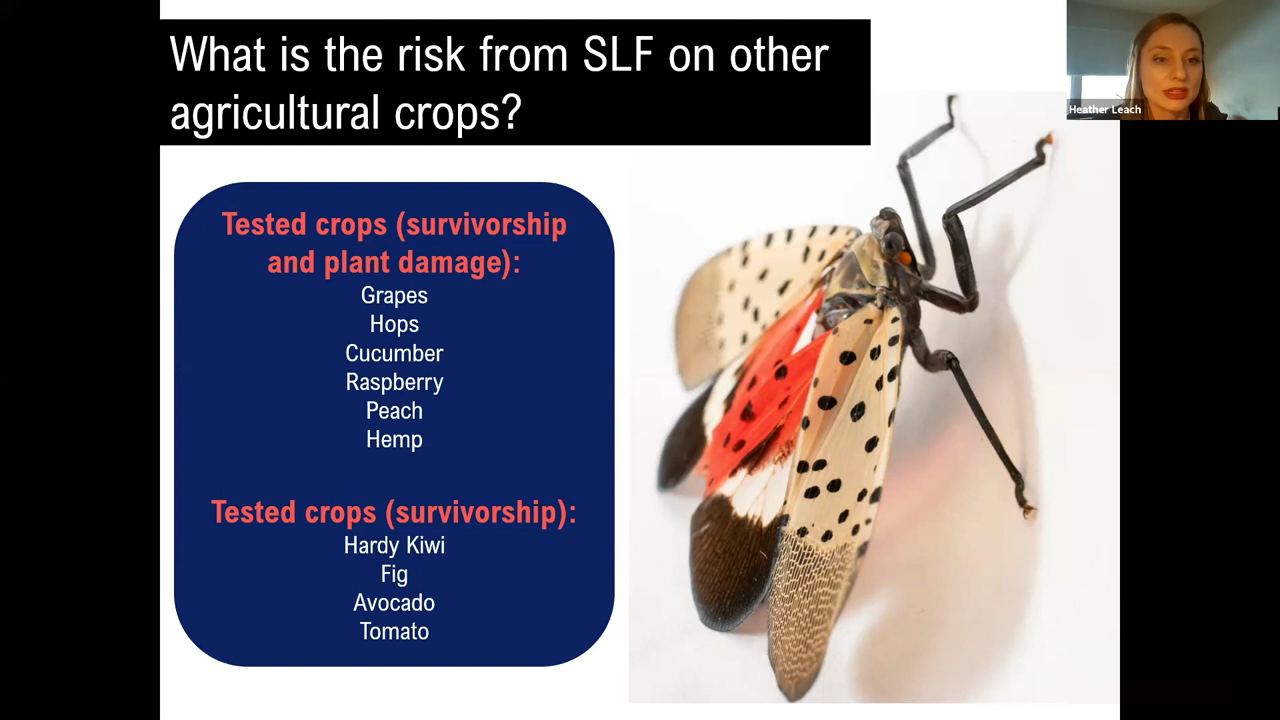 What is the risk from SLF on other
agricultural crops?
Heather Leach
Tested crops (survivorship
and plant damage):
Grapes
Hops
Cucumber
Raspberry
Peach
Hemp
Tested crops (survivorship):
Hardy Kiwi
Fig
Avocado
Tomato